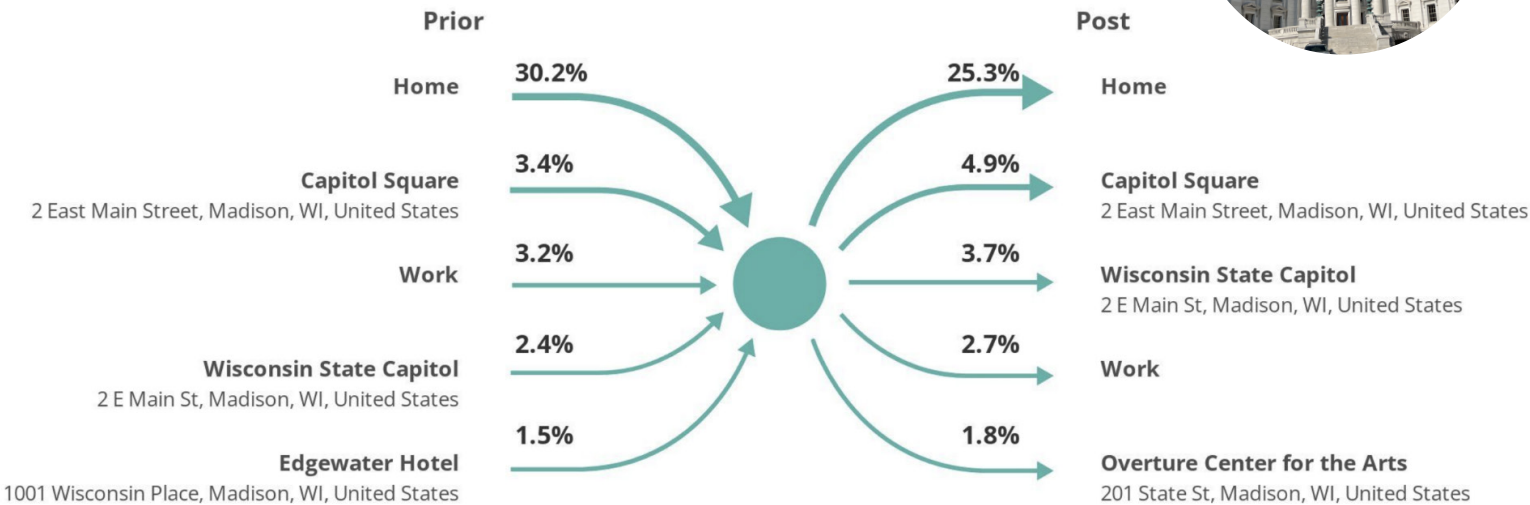 Prior
Post
30.2%
Home
3.4%
Capitol Square
2 East Main Street, Madison, WI, United States
3.2%
Work
2.4%
Wisconsin State Capitol
2 E Main St, Madison, WI, United States
1.5%
Edgewater Hotel
1001 Wisconsin Place, Madison, WI, United States
25.3%
Home
4.9%
Capitol Square
2 East Main Street, Madison, WI, United States
3.7%
Wisconsin State Capitol
2 E Main St, Madison, WI, United States
2.7%
Work
1.8%
Overture Center for the Arts
201 State St, Madison, WI, United States